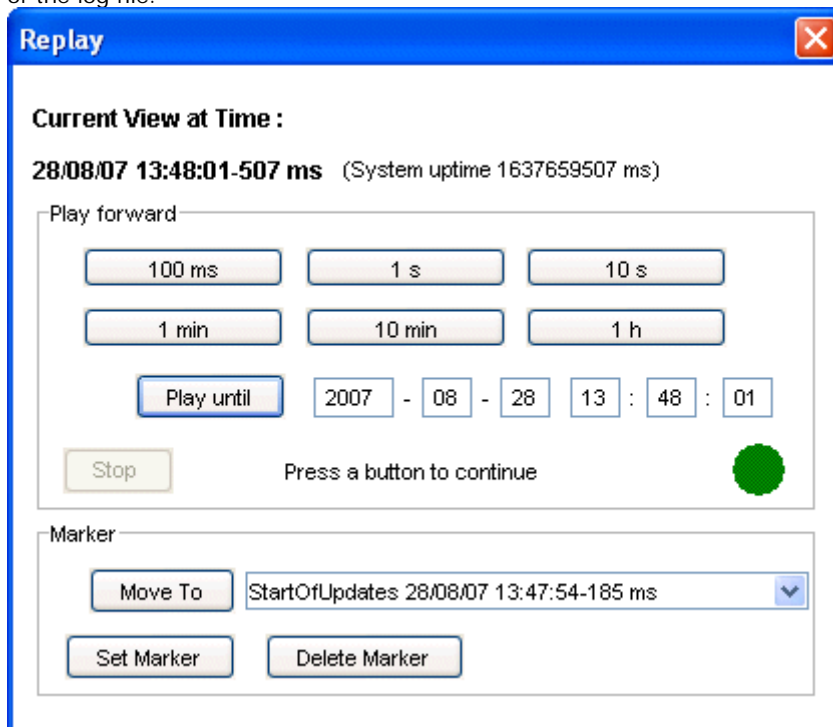 of the log file.
Replay
Current View at Time :
28/08/07 13:48:01-507 ms (System uptime 1637659507 ms)
Play forward
100 ms 1 s 10 s
1 min 10 min 1 h
Play until 2007 - 08 - 28 13 : 48 : 01
Stop Press a button to continue
Marker
Move To StartOfUpdates 28/08/07 13:47:54-185 ms
Set Marker Delete Marker